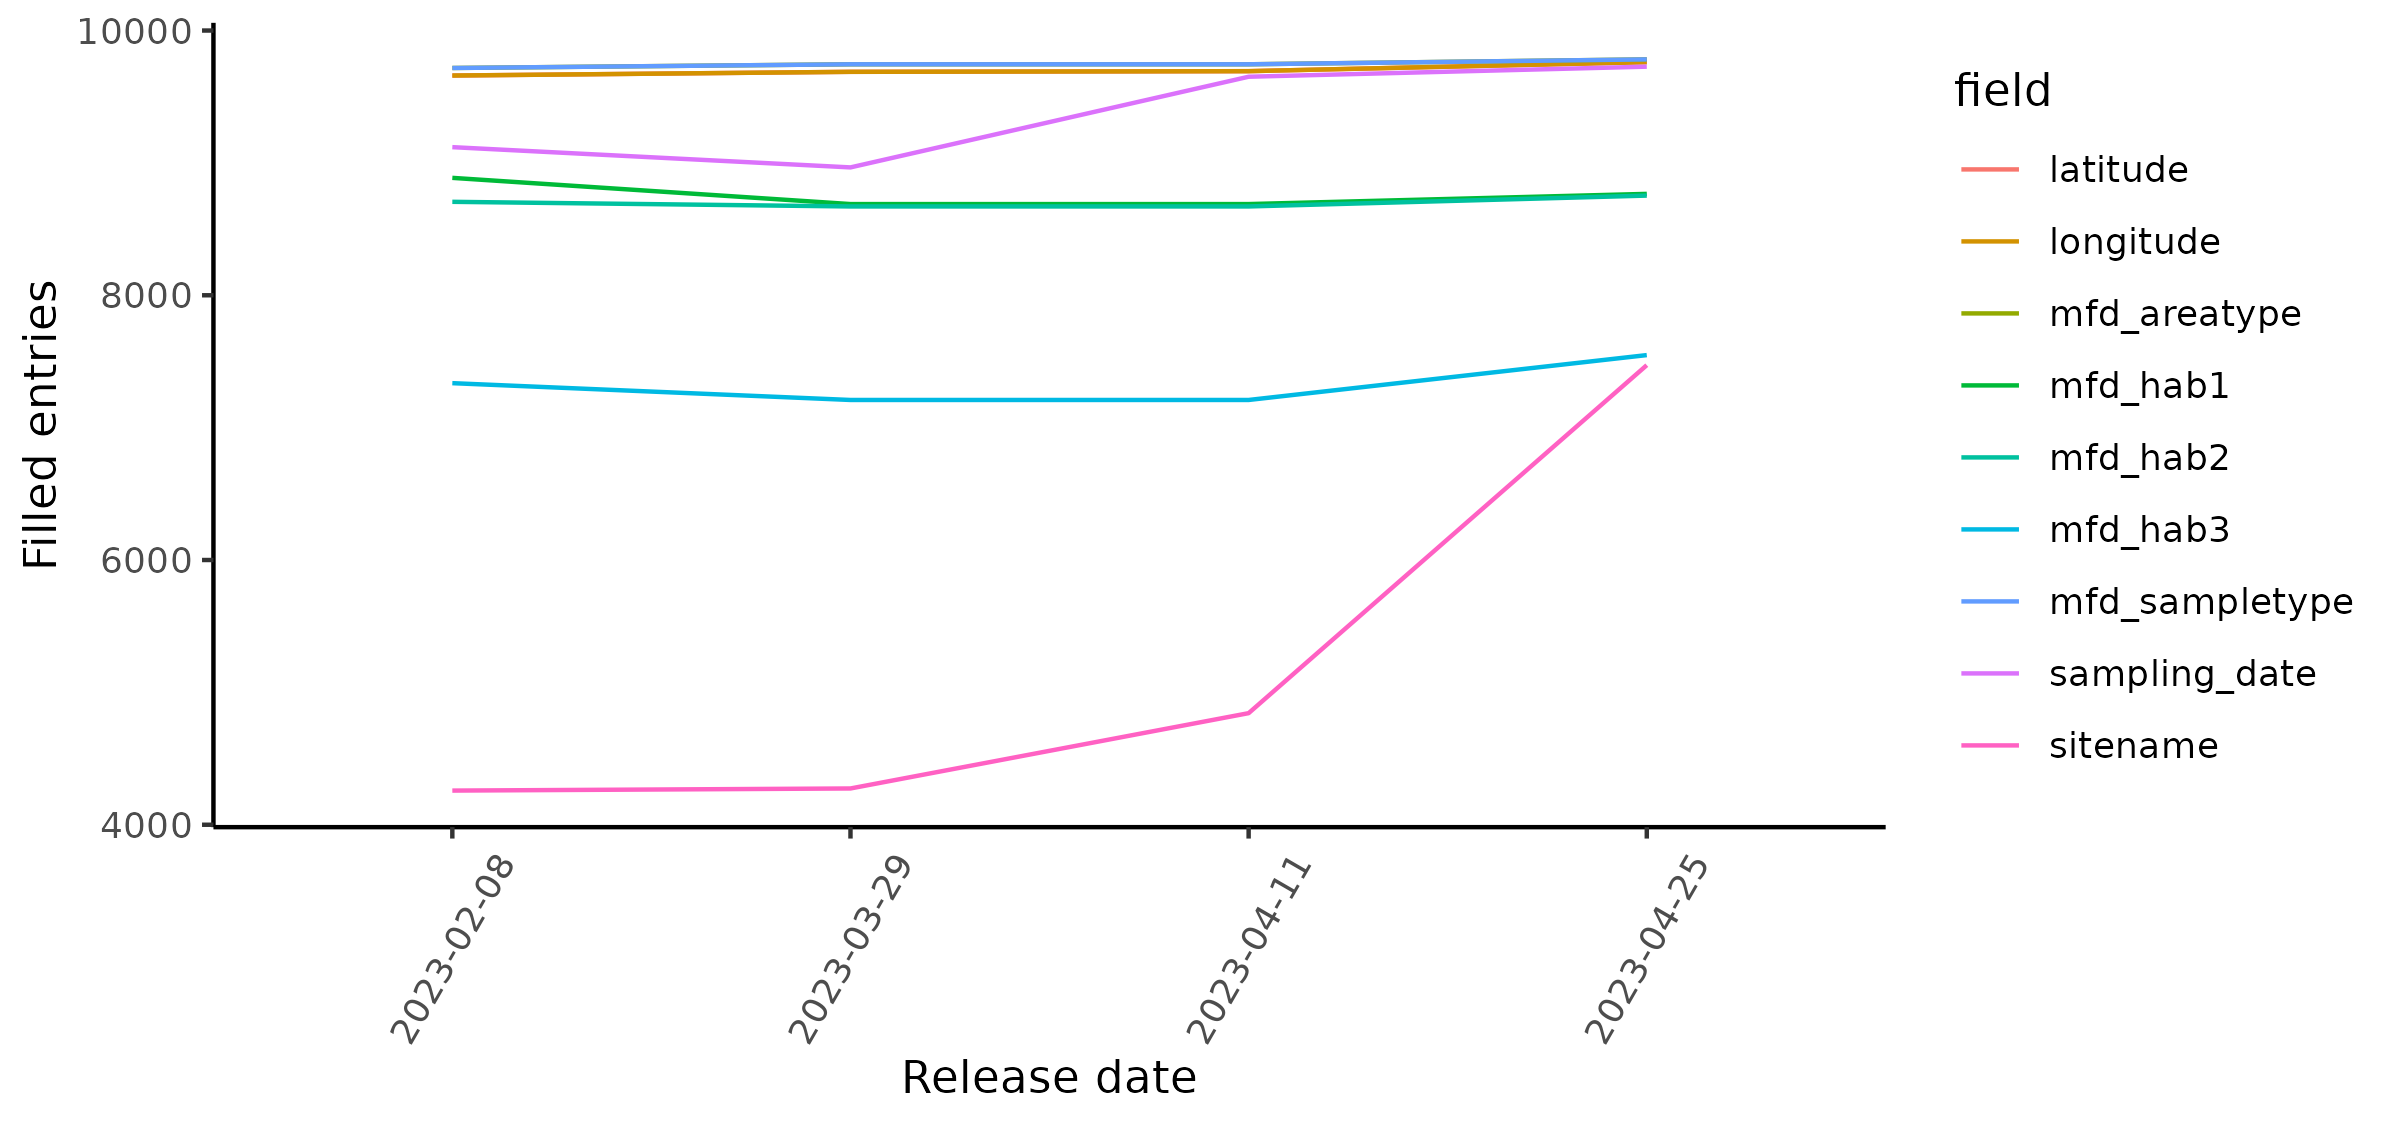 Filled entries
10000
8000
6000
4000
2023-02-08
2023-03-29
2023-04-11
2023-04-25
Release date
field
latitude
longitude
mfd_areatype
mfd_hab1
mfd_hab2
mfd_hab3
mfd_sampletype
sampling_date
sitename